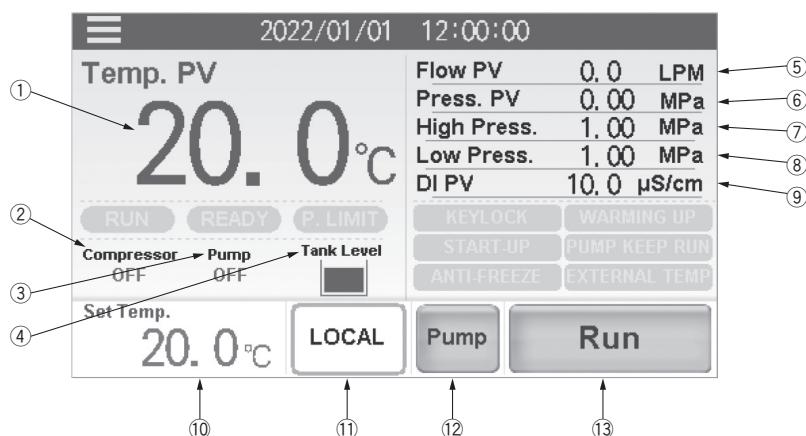 2022/01/01 12:00:00
Temp. PV
20. 0°C
Flow PV 0. 0 LPM
Press. PV 0. 00 MPa
High Press. 1. 00 MPa
Low Press. 1. 00 MPa
DI PV 10. 0 µS/cm
RUN READY P. LIMIT
KEYLOCK WARMING UP
START-UP PUMP KEEP RUN
ANTI-FREEZE EXTERNAL TEMP
Compressor Pump Tank Level
OFF OFF
Set Temp.
20. 0°C
LOCAL
Pump
Run
①
②
③
④
⑤
⑥
⑦
⑧
⑨
⑩ ⑪ ⑫ ⑬